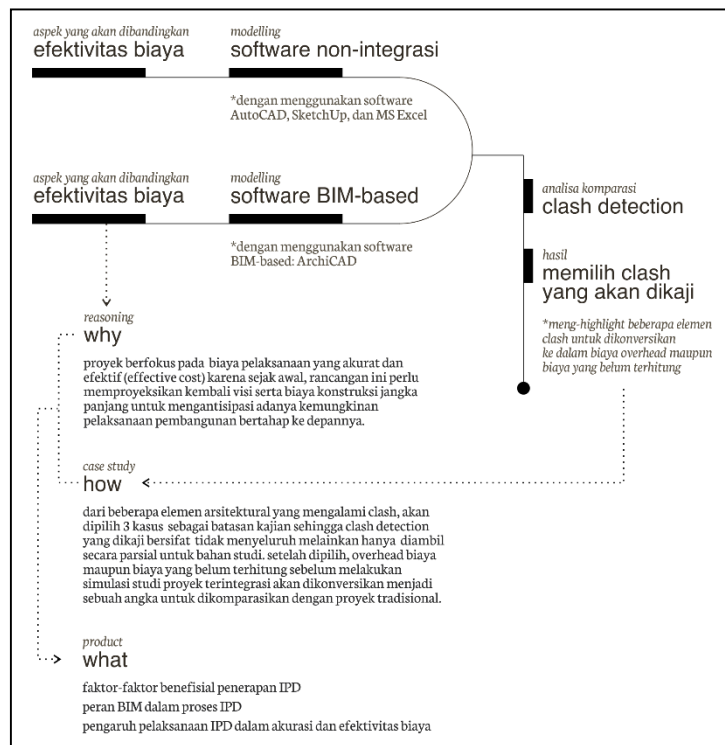 aspek yang akan dibandingkan
efektivitas biaya
modelling
software non-integrasi
*dengan menggunakan software
AutoCAD, SketchUp, dan MS Excel
aspek yang akan dibandingkan
efektivitas biaya
modelling
software BIM-based
*dengan menggunakan software
BIM-based: ArchiCAD
analisa komparasi
clash detection
hasil
memilih clash
yang akan dikaji
*meng-highlight beberapa elemen
clash untuk dikonversikan
ke dalam biaya overhead maupun
biaya yang belum terhitung
reasoning
why
proyek berfokus pada biaya pelaksanaan yang akurat dan
efektif (effective cost) karena sejak awal, rancangan ini perlu
memproyeksikan kembali visi serta biaya konstruksi jangka
panjang untuk mengantisipasi adanya kemungkinan
pelaksanaan pembangunan bertahap ke depannya.
case study
how
dari beberapa elemen arsitektural yang mengalami clash, akan
dipilih 3 kasus sebagai batasan kajian sehingga clash detection
yang dikaji bersifat tidak menyeluruh melainkan hanya diambil
secara parsial untuk bahan studi. setelah dipilih, overhead biaya
maupun biaya yang belum terhitung sebelum melakukan
simulasi studi proyek terintegrasi akan dikonversikan menjadi
sebuah angka untuk dikomparasikan dengan proyek tradisional.
product
what
faktor-faktor benefisial penerapan IPD
peran BIM dalam proses IPD
pengaruh pelaksanaan IPD dalam akurasi dan efektivitas biaya